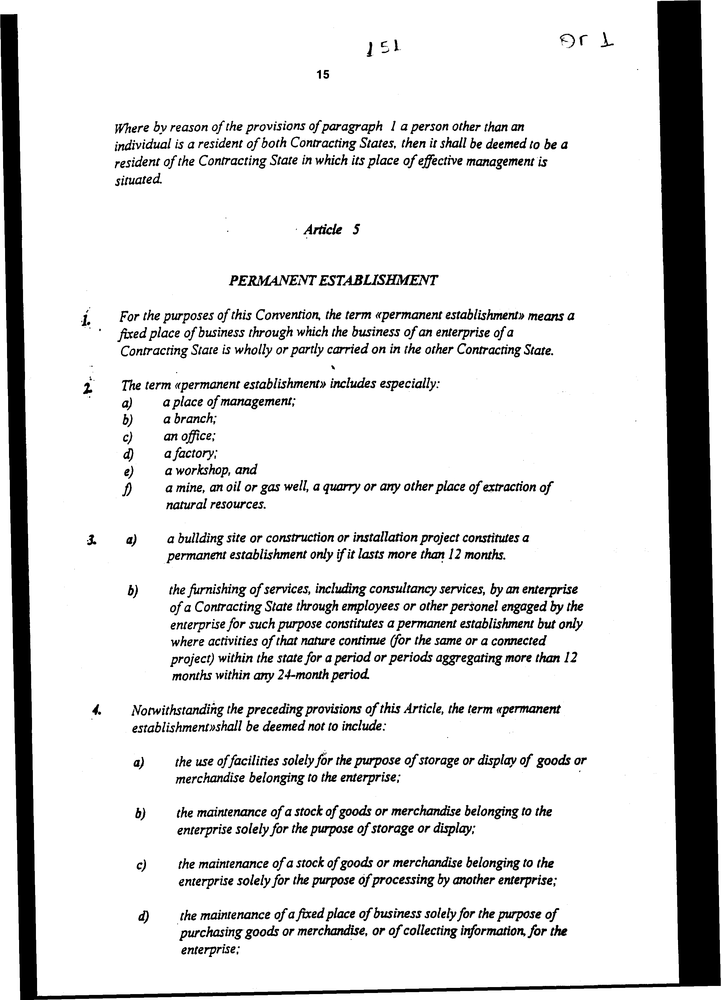 151
15
Where by reason of the provisions of paragraph 1 a person other than an
individual is a resident of both Contracting States, then it shall be deemed to be a
resident of the Contracting State in which its place of effective management is
situated.
Article 5
PERMANENT ESTABLISHMENT
1. For the purposes of this Convention, the term «permanent establishment» means a
fixed place of business through which the business of an enterprise of a
Contracting State is wholly or partly carried on in the other Contracting State.
2. The term «permanent establishment» includes especially:
a) a place of management;
b) a branch;
c) an office;
d) a factory;
e) a workshop, and
f) a mine, an oil or gas well, a quarry or any other place of extraction of
natural resources.
3. a) a bullding site or construction or installation project constitutes a
permanent establishment only if it lasts more than 12 months.
b) the furnishing of services, including consultancy services, by an enterprise
of a Contracting State through employees or other personel engaged by the
enterprise for such purpose constitutes a permanent establishment but only
where activities of that nature continue (for the same or a connected
project) within the state for a period or periods aggregating more than 12
months within any 24-month period.
4. Notwithstanding the preceding provisions of this Article, the term «permanent
establishment»shall be deemed not to include:
a) the use of facilities solely for the purpose of storage or display of goods or
merchandise belonging to the enterprise;
b) the maintenance of a stock of goods or merchandise belonging to the
enterprise solely for the purpose of storage or display;
c) the maintenance of a stock of goods or merchandise belonging to the
enterprise solely for the purpose of processing by another enterprise;
d) the maintenance of a fixed place of business solely for the purpose of
purchasing goods or merchandise, or of collecting information, for the
enterprise;